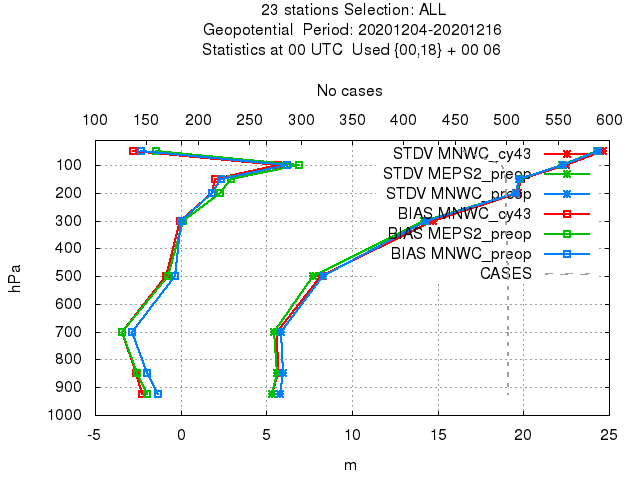 23 stations Selection: ALL
Geopotential  Period: 20201204-20201216
Statistics at 00 UTC  Used {00,18} + 00 06
No cases
100 150 200 250 300 350 400 450 500 550 600
STDV MNWC_cy43
STDV MEPS2_preop
STDV MNWC_preop
BIAS MNWC_cy43
BIAS MEPS2_preop
BIAS MNWC_preop
CASES
hPa
100
200
300
400
500
600
700
800
900
1000
-5 0 5 10 15 20 25
m